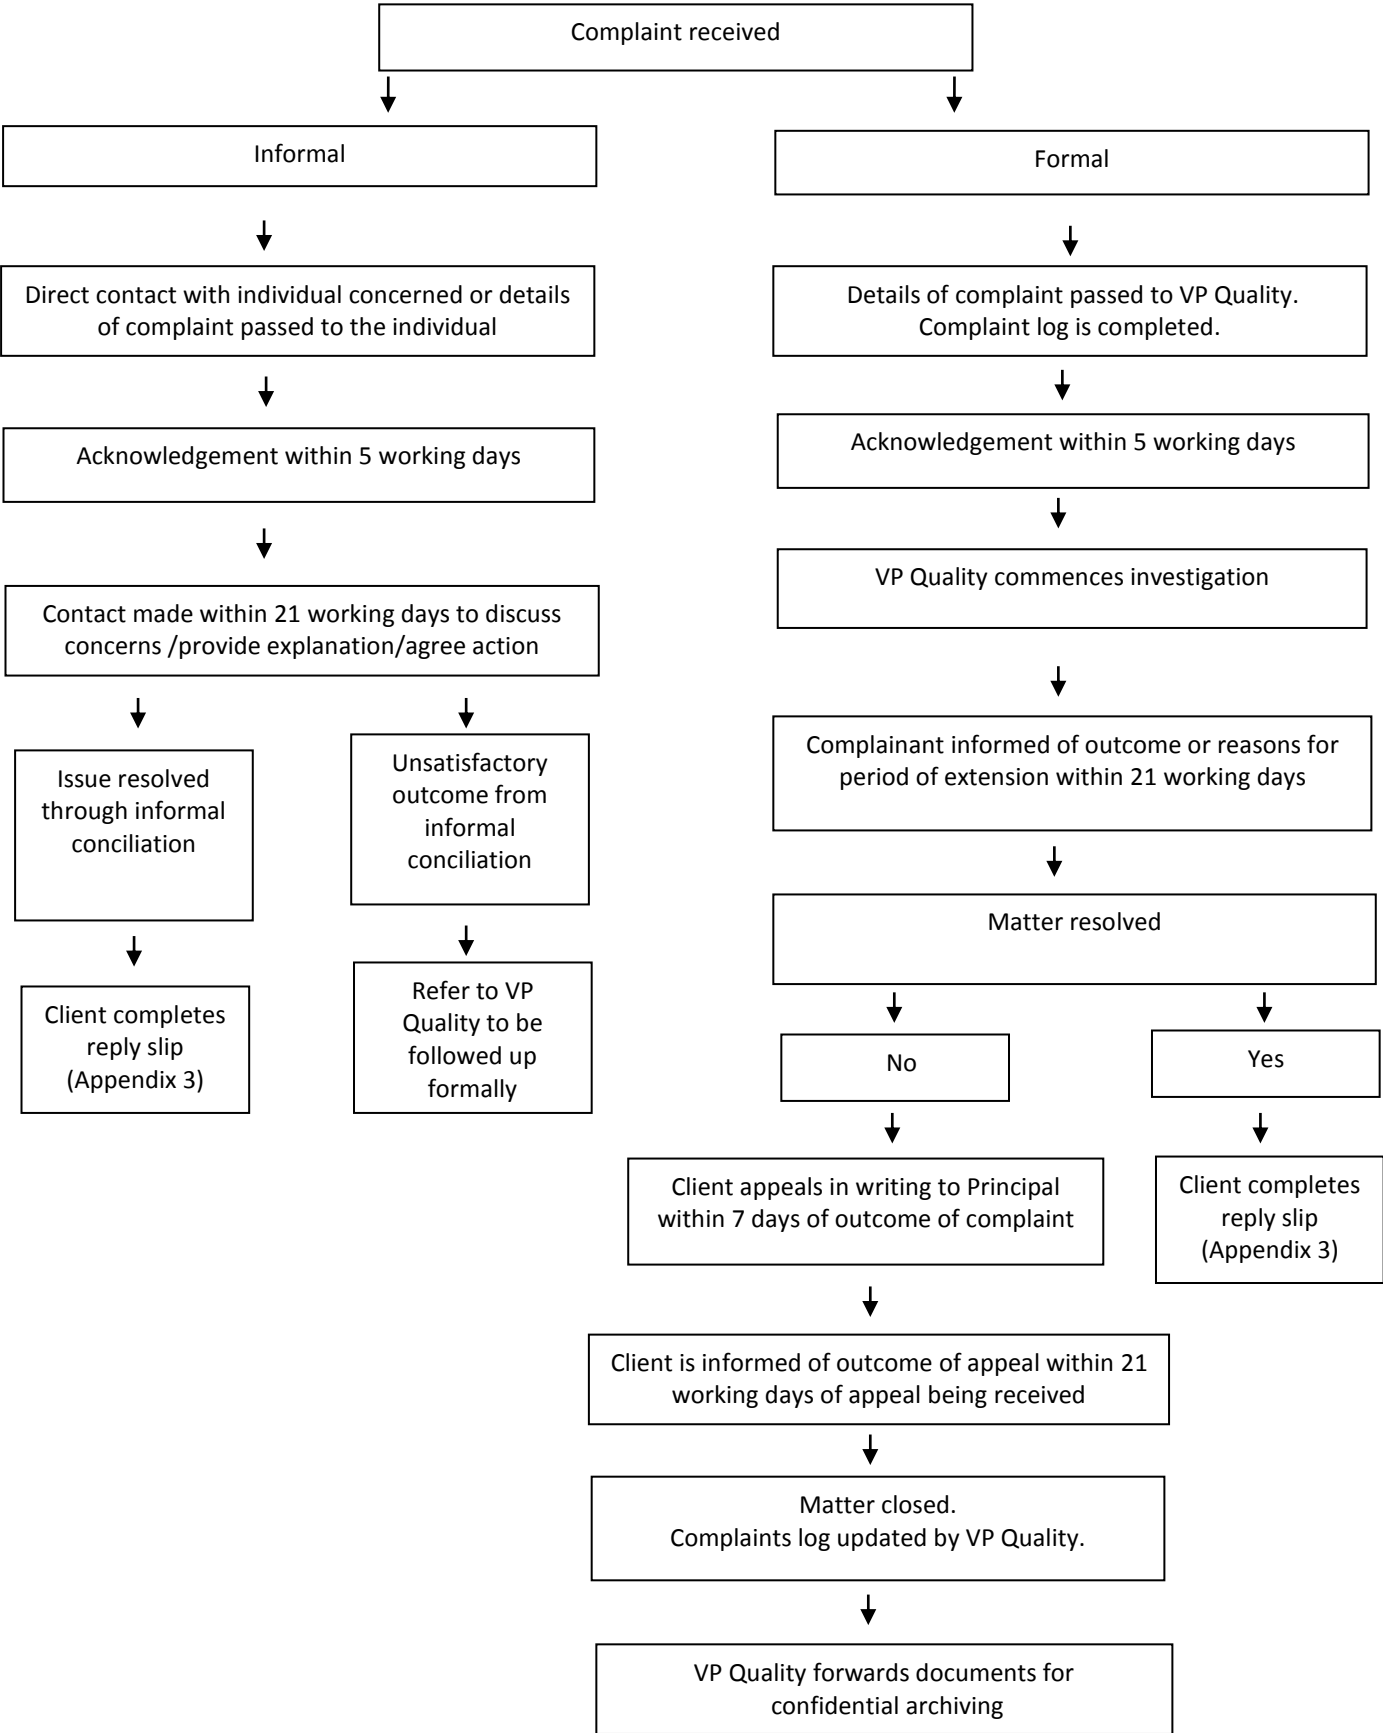 Complaint received
Informal
Formal
Direct contact with individual concerned or details
of complaint passed to the individual
Details of complaint passed to VP Quality.
Complaint log is completed.
Acknowledgement within 5 working days
Acknowledgement within 5 working days
VP Quality commences investigation
Contact made within 21 working days to discuss
concerns /provide explanation/agree action
Complainant informed of outcome or reasons for
period of extension within 21 working days
Issue resolved
through informal
conciliation
Unsatisfactory
outcome from
informal
conciliation
Matter resolved
Client completes
reply slip
(Appendix 3)
Refer to VP
Quality to be
followed up
formally
No
Yes
Client appeals in writing to Principal
within 7 days of outcome of complaint
Client completes
reply slip
(Appendix 3)
Client is informed of outcome of appeal within 21
working days of appeal being received
Matter closed.
Complaints log updated by VP Quality.
VP Quality forwards documents for
confidential archiving